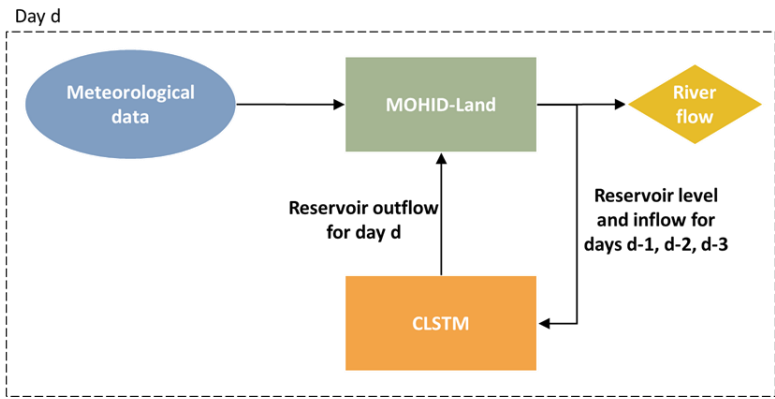 Day d
Meteorological
data
MOHID-Land
River
flow
Reservoir outflow
for day d
Reservoir level
and inflow for
days d-1, d-2, d-3
CLSTM